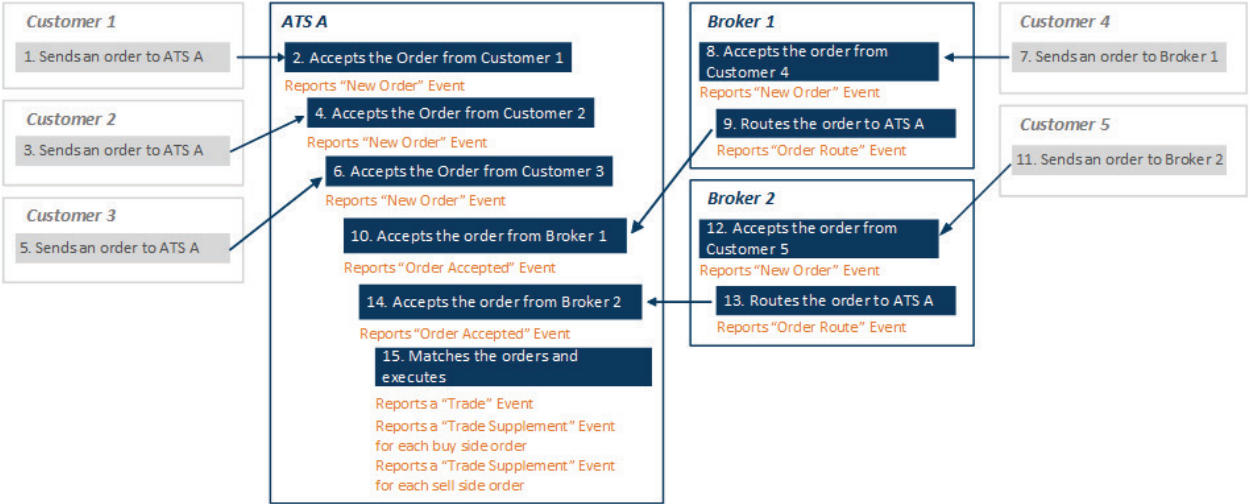 Customer 1
1. Sends an order to ATS A
Customer 2
3. Sends an order to ATS A
Customer 3
5. Sends an order to ATS A
ATS A
2. Accepts the Order from Customer 1
Reports “New Order” Event
4. Accepts the Order from Customer 2
Reports “New Order” Event
6. Accepts the Order from Customer 3
Reports “New Order” Event
10. Accepts the order from Broker 1
Reports “Order Accepted” Event
14. Accepts the order from Broker 2
Reports “Order Accepted” Event
15. Matches the orders and
executes
Reports a “Trade” Event
Reports a “Trade Supplement” Event
for each buy side order
Reports a “Trade Supplement” Event
for each sell side order
Broker 1
8. Accepts the order from
Customer 4
Reports “New Order” Event
9. Routes the order to ATS A
Reports “Order Route” Event
Broker 2
12. Accepts the order from
Customer 5
Reports “New Order” Event
13. Routes the order to ATS A
Reports “Order Route” Event
Customer 4
7. Sends an order to Broker 1
Customer 5
11. Sends an order to Broker 2